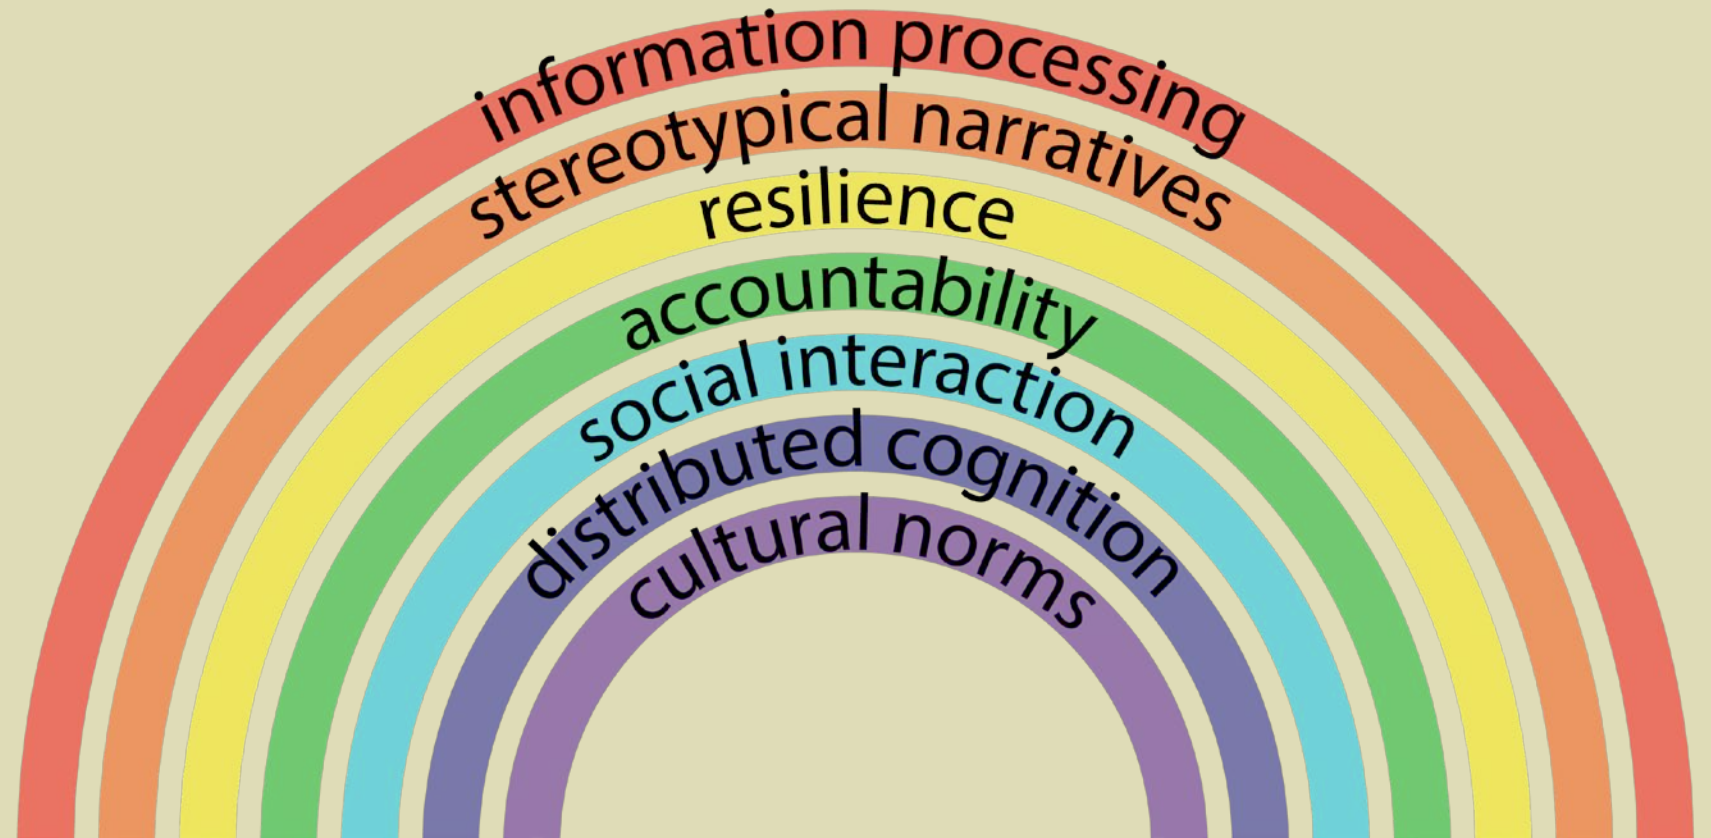 information processing
stereotypical narratives
resilience
accountability
social interaction
distributed cognition
cultural norms